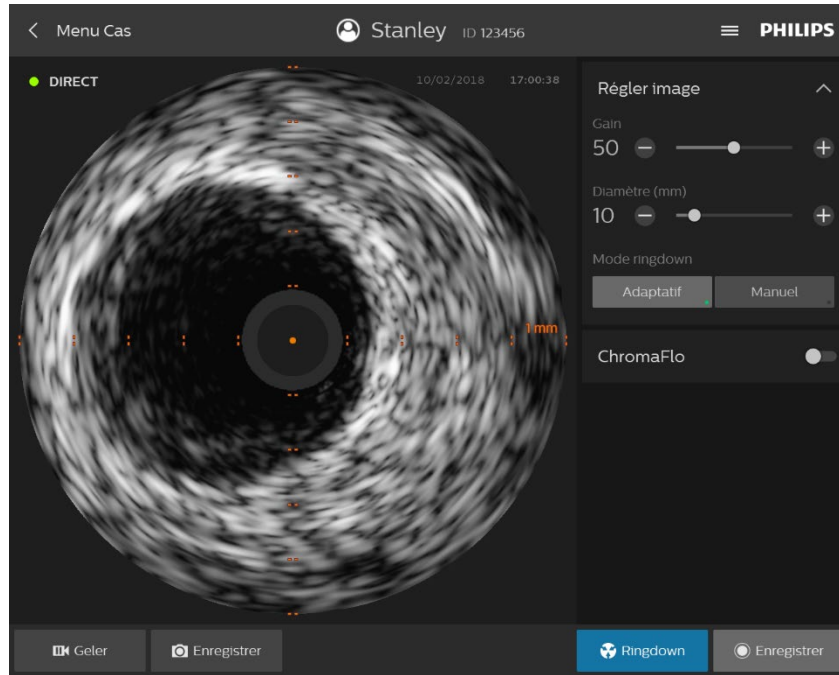 Menu Cas
Stanley ID 123456
PHILIPS
DIRECT
10/02/2018 17:00:38
1 mm
Régler image
Gain
50
Diamètre (mm)
10
Mode ringdown
Adaptatif
Manuel
ChromaFlo
Geler
Enregistrer
Ringdown
Enregistrer